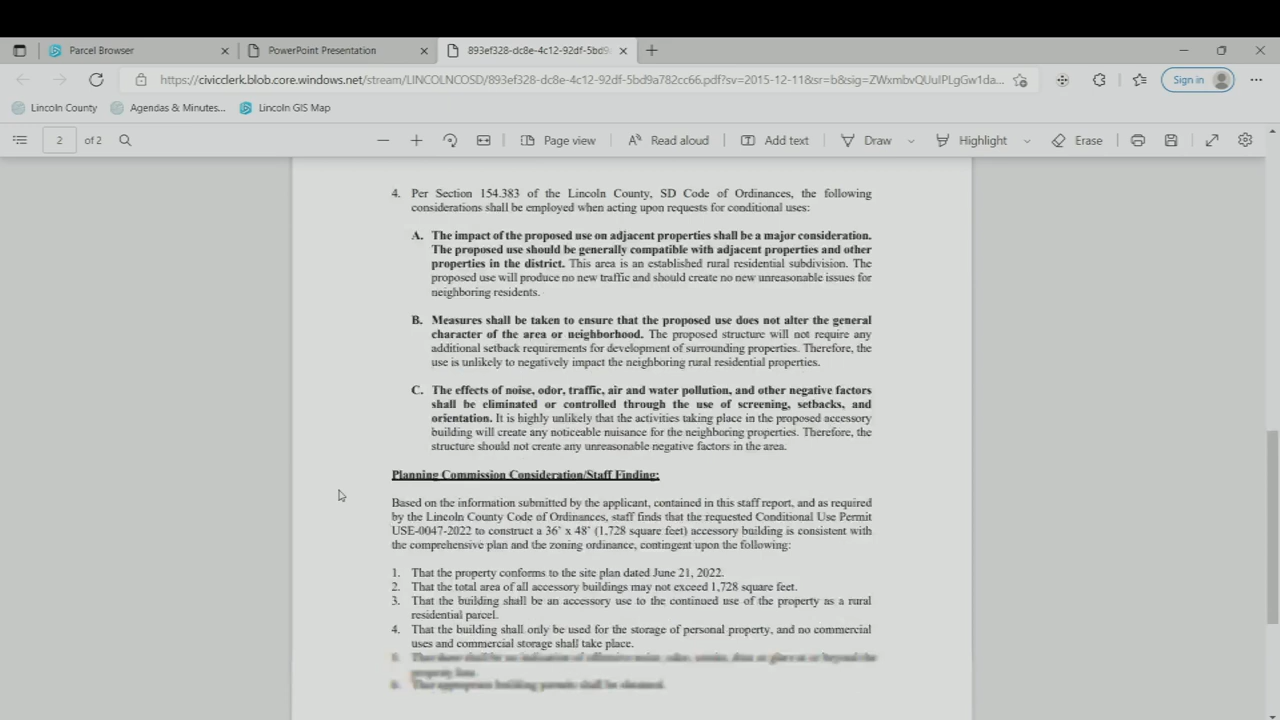 Parcel Browser
PowerPoint Presentation
893ef328-dc8e-4c12-92df-5bd9
https://civicclerk.blob.core.windows.net/stream/LINCOLNCOSD/893ef328-dc8e-4c12-92df-5bd9a782cc66.pdf?sv=2015-12-11&sr=b&sig=ZWxmbvQUuIPLgGw1da...
Sign in
Lincoln County
Agendas & Minutes...
Lincoln GIS Map
2 of 2
Page view
Read aloud
Add text
Draw
Highlight
Erase
4. Per Section 154.383 of the Lincoln County, SD Code of Ordinances, the following
considerations shall be employed when acting upon requests for conditional uses:
A. The impact of the proposed use on adjacent properties shall be a major consideration.
The proposed use should be generally compatible with adjacent properties and other
properties in the district. This area is an established rural residential subdivision. The
proposed use will produce no new traffic and should create no new unreasonable issues for
neighboring residents.
B. Measures shall be taken to ensure that the proposed use does not alter the general
character of the area or neighborhood. The proposed structure will not require any
additional setback requirements for development of surrounding properties. Therefore, the
use is unlikely to negatively impact the neighboring rural residential properties.
C. The effects of noise, odor, traffic, air and water pollution, and other negative factors
shall be eliminated or controlled through the use of screening, setbacks, and
orientation. It is highly unlikely that the activities taking place in the proposed accessory
building will create any noticeable nuisance for the neighboring properties. Therefore, the
structure should not create any unreasonable negative factors in the area.
Planning Commission Consideration/Staff Finding:
Based on the information submitted by the applicant, contained in this staff report, and as required
by the Lincoln County Code of Ordinances, staff finds that the requested Conditional Use Permit
USE-0047-2022 to construct a 36' x 48' (1,728 square feet) accessory building is consistent with
the comprehensive plan and the zoning ordinance, contingent upon the following:
1. That the property conforms to the site plan dated June 21, 2022.
2. That the total area of all accessory buildings may not exceed 1,728 square feet.
3. That the building shall be an accessory use to the continued use of the property as a rural
residential parcel.
4. That the building shall only be used for the storage of personal property, and no commercial
uses and commercial storage shall take place.
property line.
6. That appropriate building permits shall be obtained.